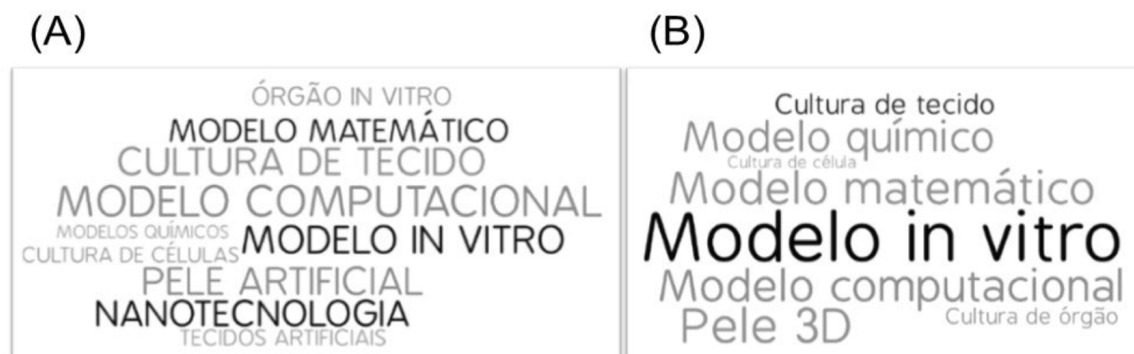 (A)
ÓRGÃO IN VITRO
MODELO MATEMÁTICO
CULTURA DE TECIDO
MODELO COMPUTACIONAL
MODELOS QUÍMICOS
MODELO IN VITRO
CULTURA DE CÉLULAS
PELE ARTIFICIAL
NANOTECNOLOGIA
TECIDOS ARTIFICIAIS
(B)
Cultura de tecido
Modelo químico
Cultura de célula
Modelo matemático
Modelo in vitro
Modelo computacional
Cultura de órgão
Pele 3D